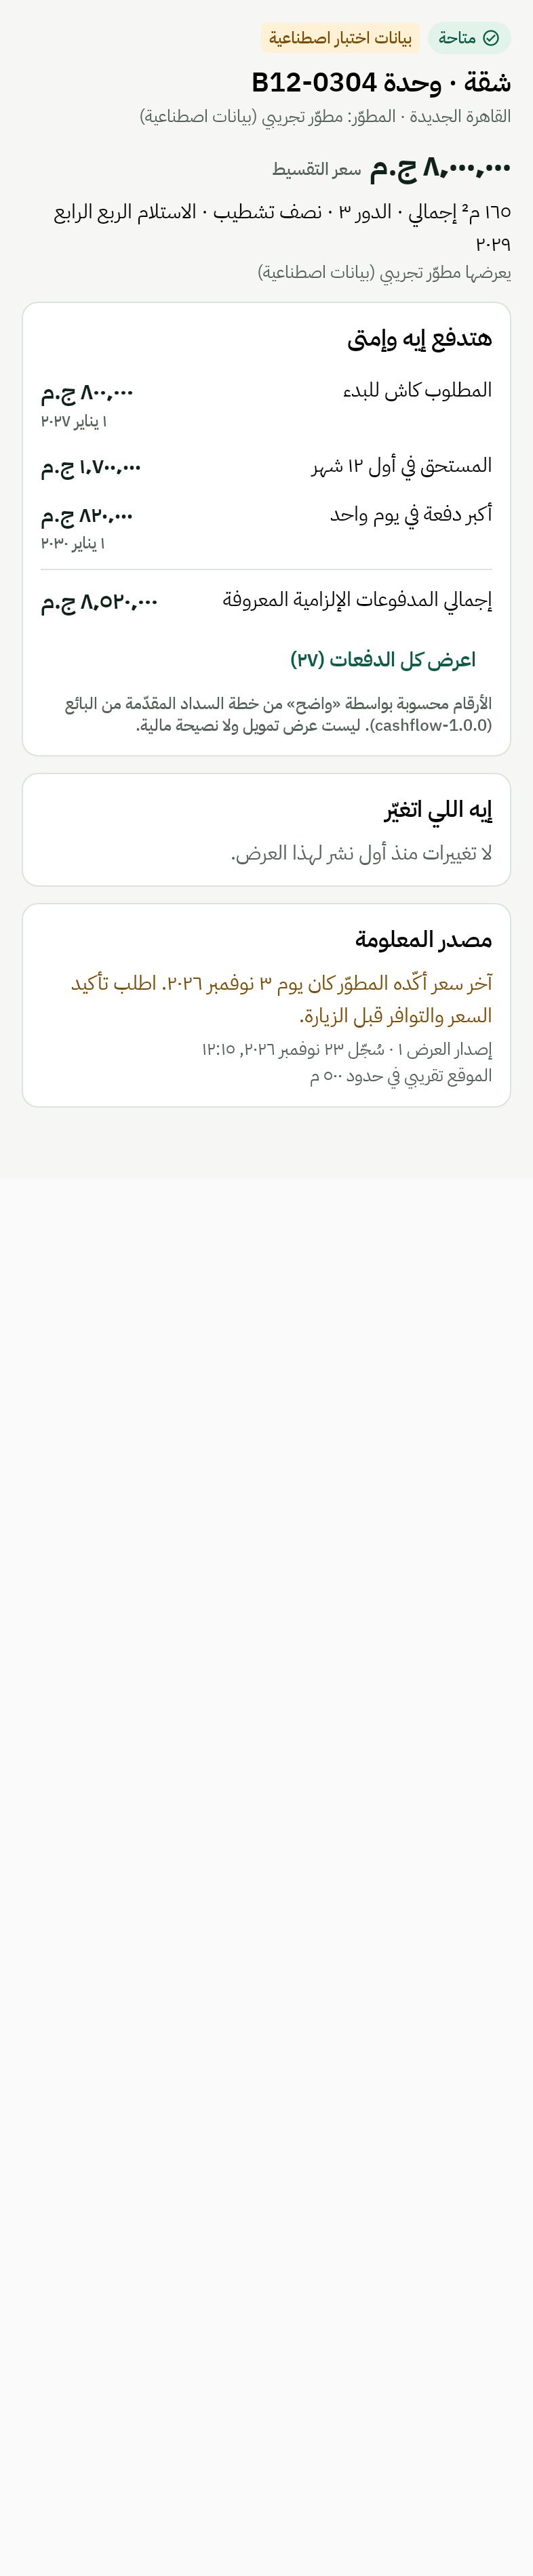 متاحة
بيانات اختبار اصطناعية
شقة · وحدة B12-0304
القاهرة الجديدة · المطوّر: مطوّر تجريبي (بيانات اصطناعية)
٨,٠٠٠,٠٠٠ ج.م سعر التقسيط
١٦٥ م² إجمالي · الدور ٣ · نصف تشطيب · الاستلام الربع الرابع
٢٠٢٩
يعرضها مطوّر تجريبي (بيانات اصطناعية)
هتدفع إيه وإمتى
المطلوب كاش للبدء
٨٠٠,٠٠٠ ج.م
١ يناير ٢٠٢٧
المستحق في أول ١٢ شهر
١,٧٠٠,٠٠٠ ج.م
أكبر دفعة في يوم واحد
٨٢٠,٠٠٠ ج.م
١ يناير ٢٠٣٠
إجمالي المدفوعات الإلزامية المعروفة
٨,٥٢٠,٠٠٠ ج.م
اعرض كل الدفعات (٢٧)
الأرقام محسوبة بواسطة «واضح» من خطة السداد المقدّمة من البائع
(cashflow-1.0.0). ليست عرض تمويل ولا نصيحة مالية.
إيه اللي اتغيّر
لا تغييرات منذ أول نشر لهذا العرض.
مصدر المعلومة
آخر سعر أكّده المطوّر كان يوم ٣ نوفمبر ٢٠٢٦. اطلب تأكيد
السعر والتوافر قبل الزيارة.
إصدار العرض ١ · سُجّل ٢٣ نوفمبر ٢٠٢٦, ١٢:١٥
الموقع تقريبي في حدود ٥٠٠ م